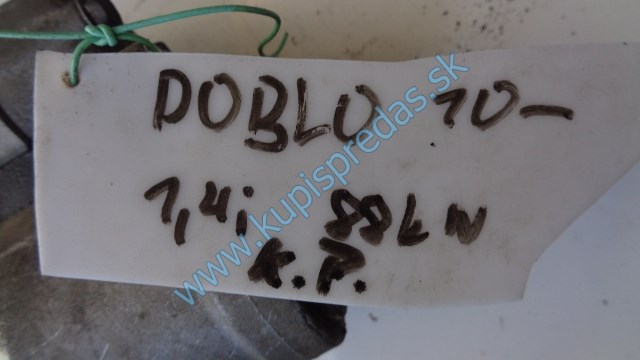 DOBLO 10-
1,4i 88kW
K.P.
www.kupispredas.sk